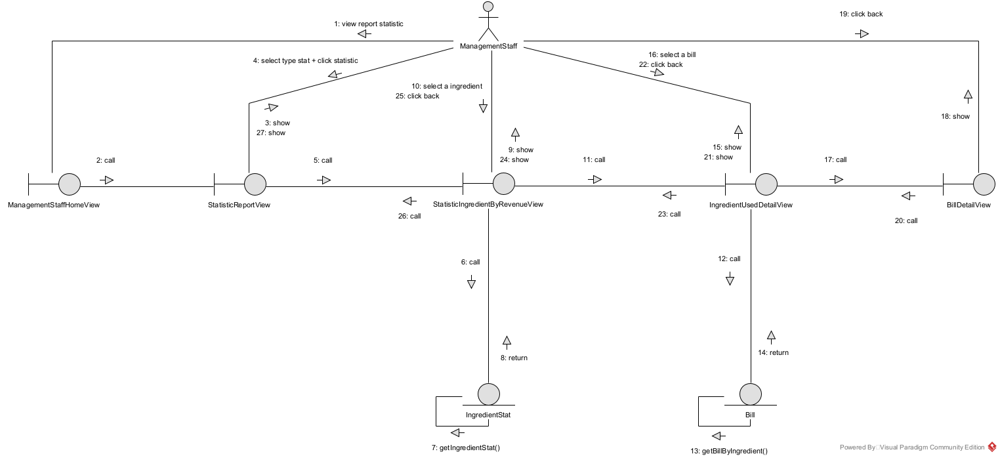 19: click back
1: view report statistic
ManagementStaff
16: select a bill
22: click back
4: select type stat + click statistic
10: select a ingredient
25: click back
18: show
3: show
27: show
9: show
24: show
15: show
21: show
2: call
5: call
11: call
17: call
ManagementStaffHomeView
StatisticReportView
StatisticIngredientByRevenueView
IngredientUsedDetailView
BillDetailView
26: call
23: call
20: call
6: call
12: call
8: return
14: return
IngredientStat
Bill
7: getIngredientStat()
13: getBillByIngredient()
Powered By Visual Paradigm Community Edition